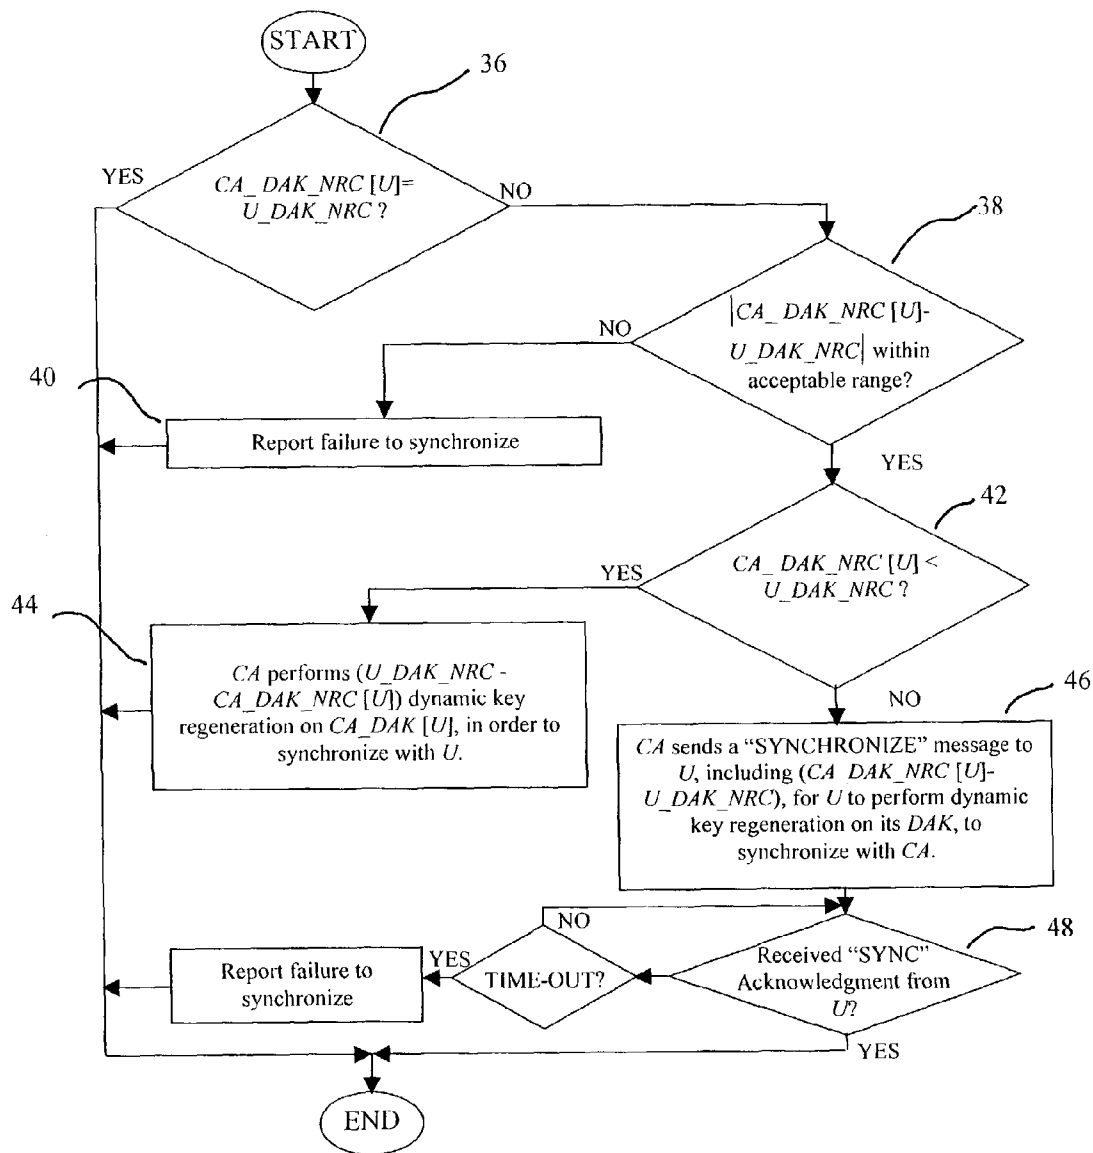 START
36
YES
CA_ DAK_NRC [U]=
U_DAK_NRC ?
NO
38
|CA_ DAK_NRC [U]-
U_DAK_NRC| within
acceptable range?
NO
40
Report failure to synchronize
YES
42
CA_ DAK_NRC [U] <
U_DAK_NRC ?
YES
44
CA performs (U_DAK_NRC -
CA_DAK_NRC [U]) dynamic key
regeneration on CA_DAK [U], in order to
synchronize with U.
NO
46
CA sends a “SYNCHRONIZE” message to
U, including (CA_DAK_NRC [U]-
U_DAK_NRC), for U to perform dynamic
key regeneration on its DAK, to
synchronize with CA.
NO
48
Received “SYNC”
Acknowledgment from
U?
TIME-OUT?
YES
Report failure to
synchronize
YES
END